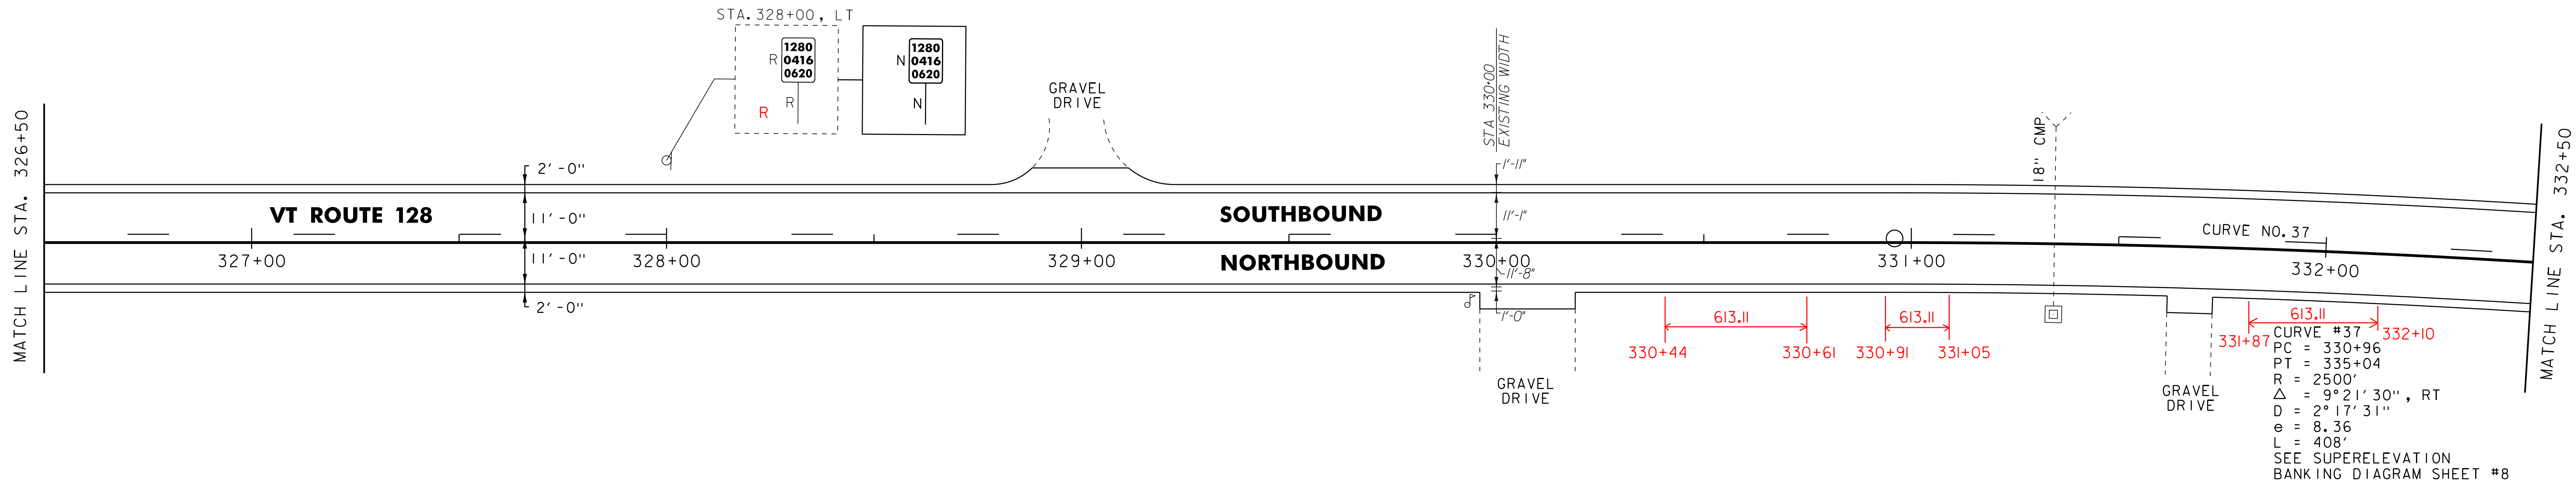 STA. 328+00, LT
R
1280
0416
0620
R
R
N
1280
0416
0620
N
GRAVEL
DRIVE
STA 330+00
EXISTING WIDTH
18" CMP
MATCH LINE STA. 326+50
2'-0"
11'-0"
11'-0"
2'-0"
VT ROUTE 128
SOUTHBOUND
NORTHBOUND
1'-11"
11'-1"
11'-8"
1'-0"
327+00
328+00
329+00
330+00
331+00
332+00
CURVE NO. 37
MATCH LINE STA. 332+50
613.11
330+44
330+61
613.11
330+91
331+05
613.11
331+87
332+10
GRAVEL
DRIVE
GRAVEL
DRIVE
CURVE #37
PC = 330+96
PT = 335+04
R = 2500'
△ = 9°21'30", RT
D = 2°17'31"
e = 8.36
L = 408'
SEE SUPERELEVATION
BANKING DIAGRAM SHEET #8